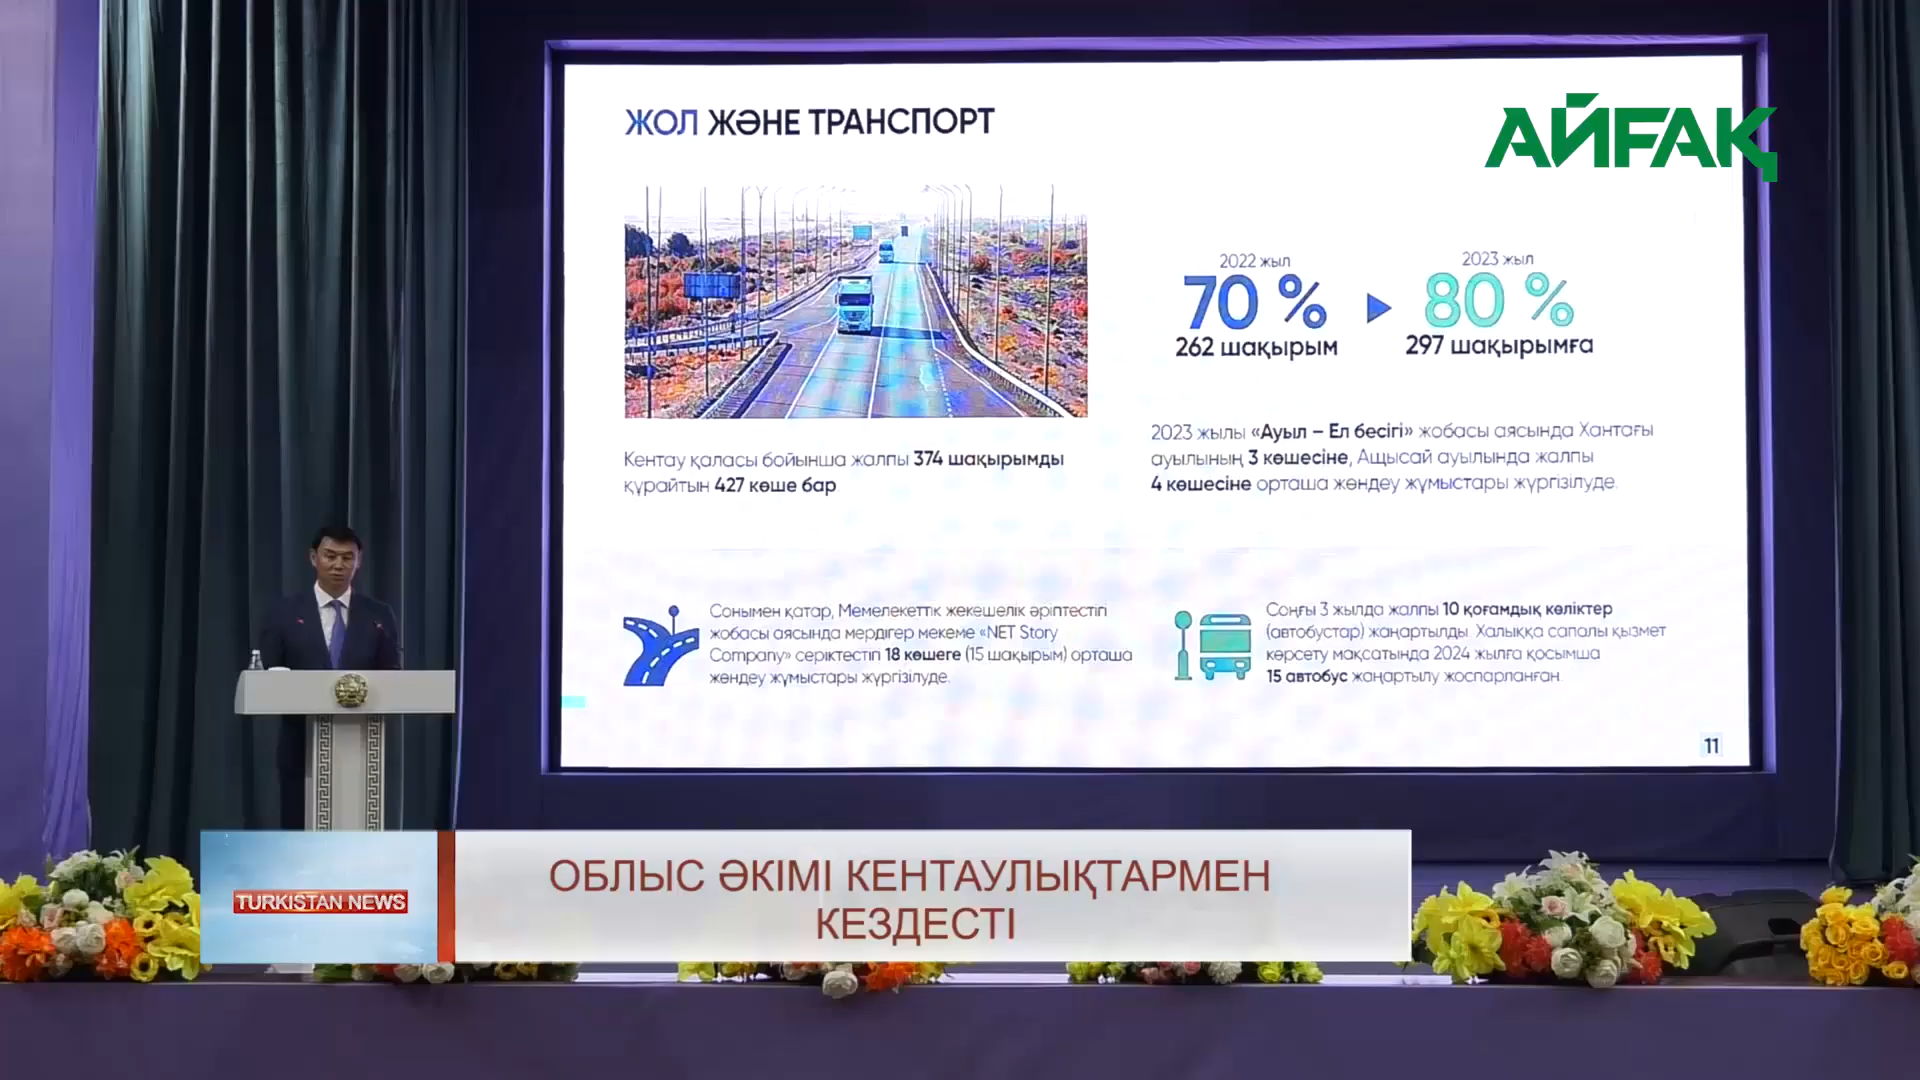 ЖОЛ ЖӘНЕ ТРАНСПОРТ
АЙҒАҚ
2022 жыл
70 %
262 шақырым
2023 жыл
80 %
297 шақырымға
Кентау қаласы бойынша жалпы 374 шақырымды
құрайтын 427 көше бар
2023 жылы «Ауыл – Ел бесігі» жобасы аясында Хантағы
ауылының 3 көшесіне, Ащысай ауылында жалпы
4 көшесіне орташа жөндеу жұмыстары жүргізілуде.
Сонымен қатар, Мемелекеттік жекешелік әріптестігі
жобасы аясында мердігер мекеме «NET Story
Company» серіктестігі 18 көшеге (15 шақырым) орташа
жөндеу жұмыстары жүргізілуде.
Соңғы 3 жылда жалпы 10 қоғамдық көліктер
(автобустар) жаңартылды. Халыққа сапалы қызмет
көрсету мақсатында 2024 жылға қосымша
15 автобус жаңартылу жоспарланған.
11
TURKISTAN NEWS
ОБЛЫС ӘКІМІ КЕНТАУЛЫҚТАРМЕН
КЕЗДЕСТІ